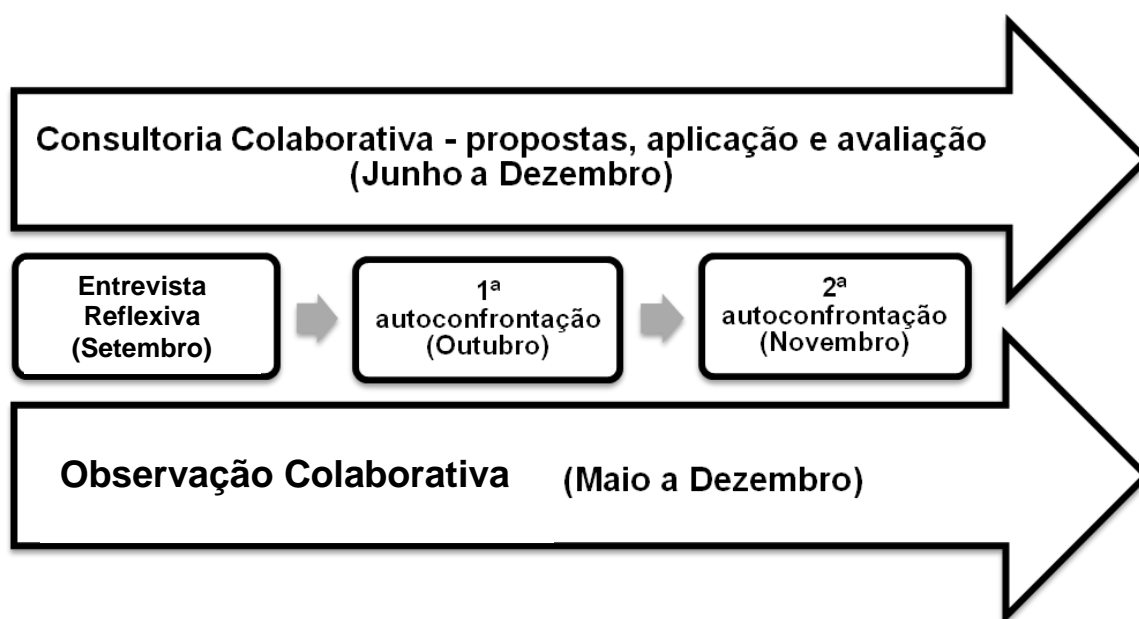 Consultoria Colaborativa - propostas, aplicação e avaliação
(Junho a Dezembro)
Entrevista
Reflexiva
(Setembro)
1ª
autoconfrontação
(Outubro)
2ª
autoconfrontação
(Novembro)
Observação Colaborativa (Maio a Dezembro)